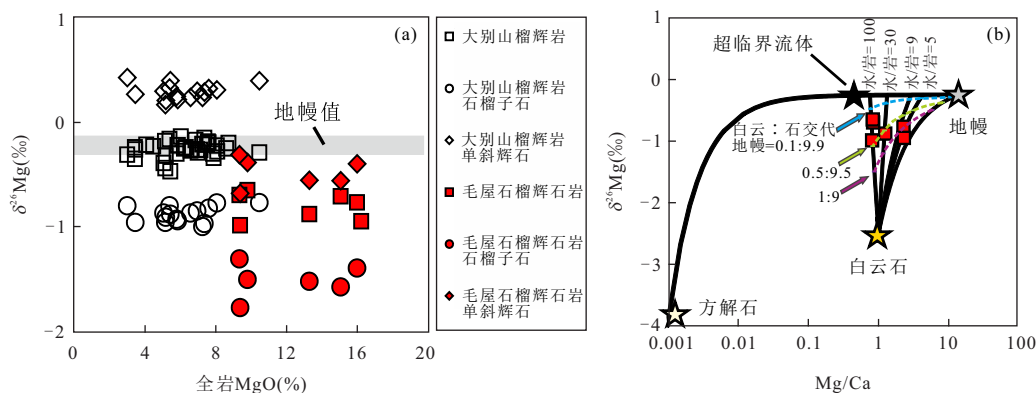 (a)
1
0
−1
−2
δ²⁶Mg(‰)
0
4
8
12
16
20
全岩MgO(%)
地幔值
大别山榴辉岩
大别山榴辉岩
石榴子石
大别山榴辉岩
单斜辉石
毛屋石榴辉石岩
毛屋石榴辉石岩
石榴子石
毛屋石榴辉石岩
单斜辉石
(b)
1
0
−1
−2
−3
−4
δ²⁶Mg(‰)
0.001
0.1
1
10
100
Mg/Ca
超临界流体
水/岩=100
水/岩=30
水/岩=9
水/岩=5
地幔
白云：石交代
地幔=0.1:9.9
0.5:9.5
1:9
白云石
方解石